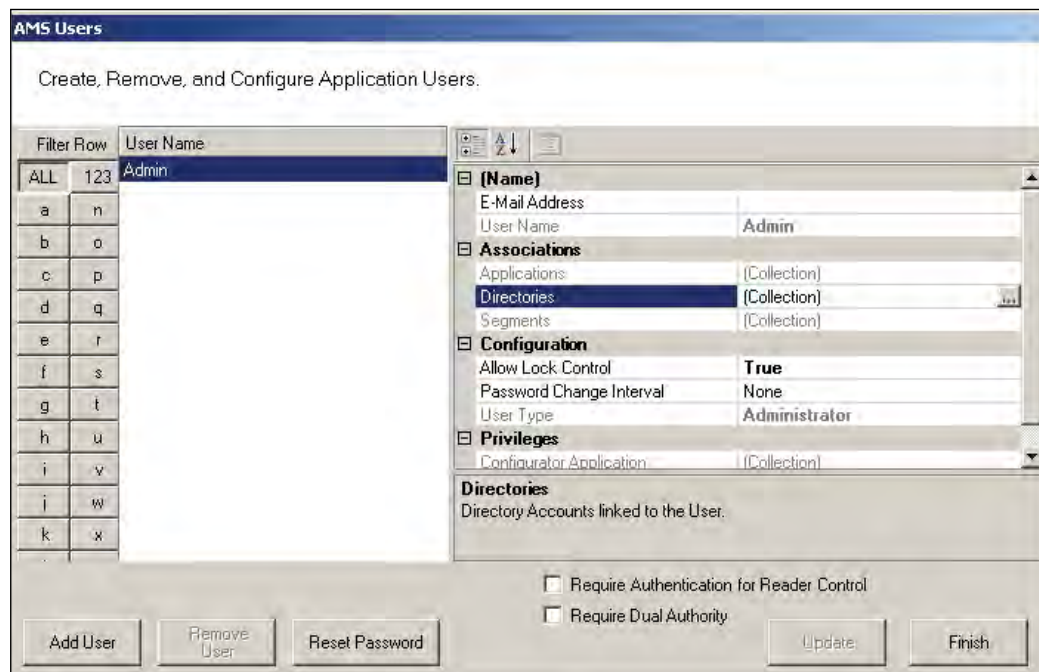 AMS Users
Create, Remove, and Configure Application Users.
Filter Row
User Name
ALL 123
Admin
a n
b o
c p
d q
e r
f s
g t
h u
i v
j w
k x
(Name)
E-Mail Address
User Name Admin
Associations
Applications (Collection)
Directories (Collection) ...
Segments (Collection)
Configuration
Allow Lock Control True
Password Change Interval None
User Type Administrator
Privileges
Configurator Application (Collection)
Directories
Directory Accounts linked to the User.
Require Authentication for Reader Control
Require Dual Authority
Add User
Remove User
Reset Password
Update
Finish